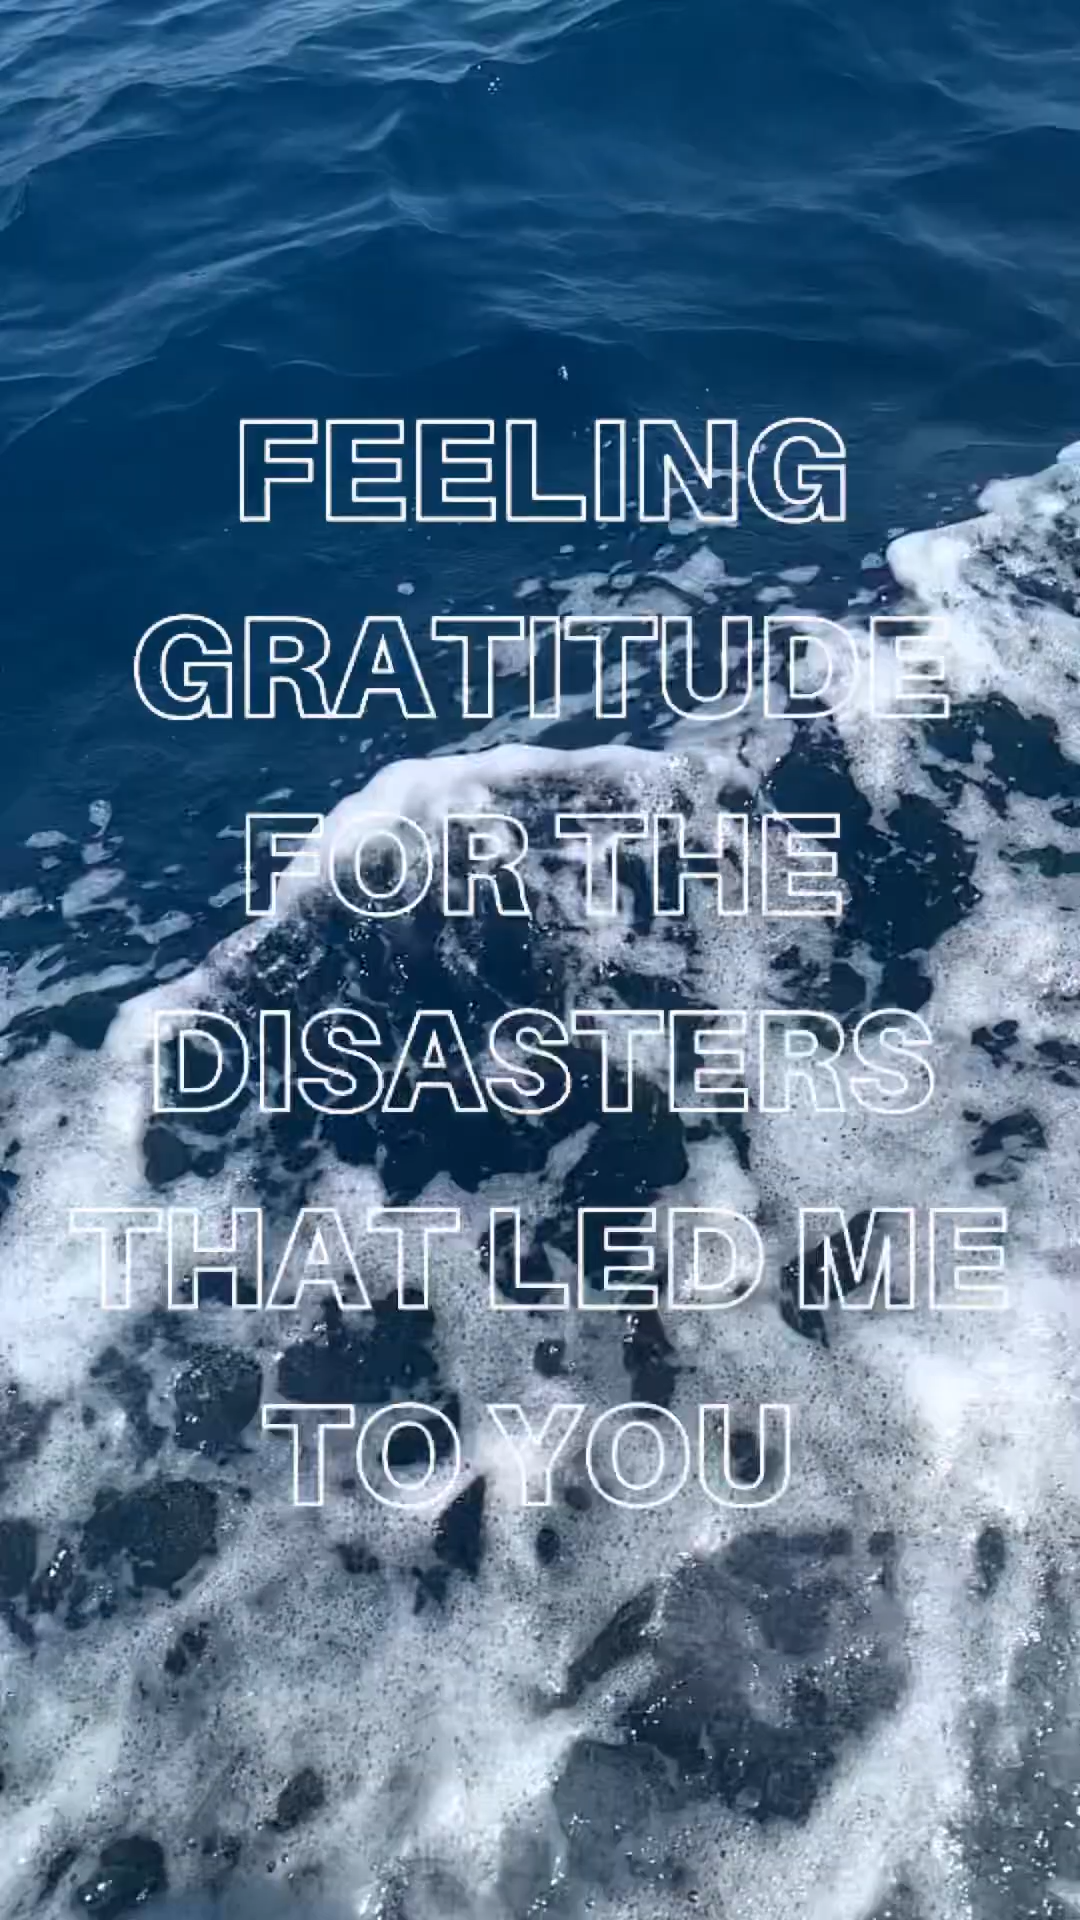 FEELING
GRATITUDE
FOR THE
DISASTERS
THAT LED ME
TO YOU